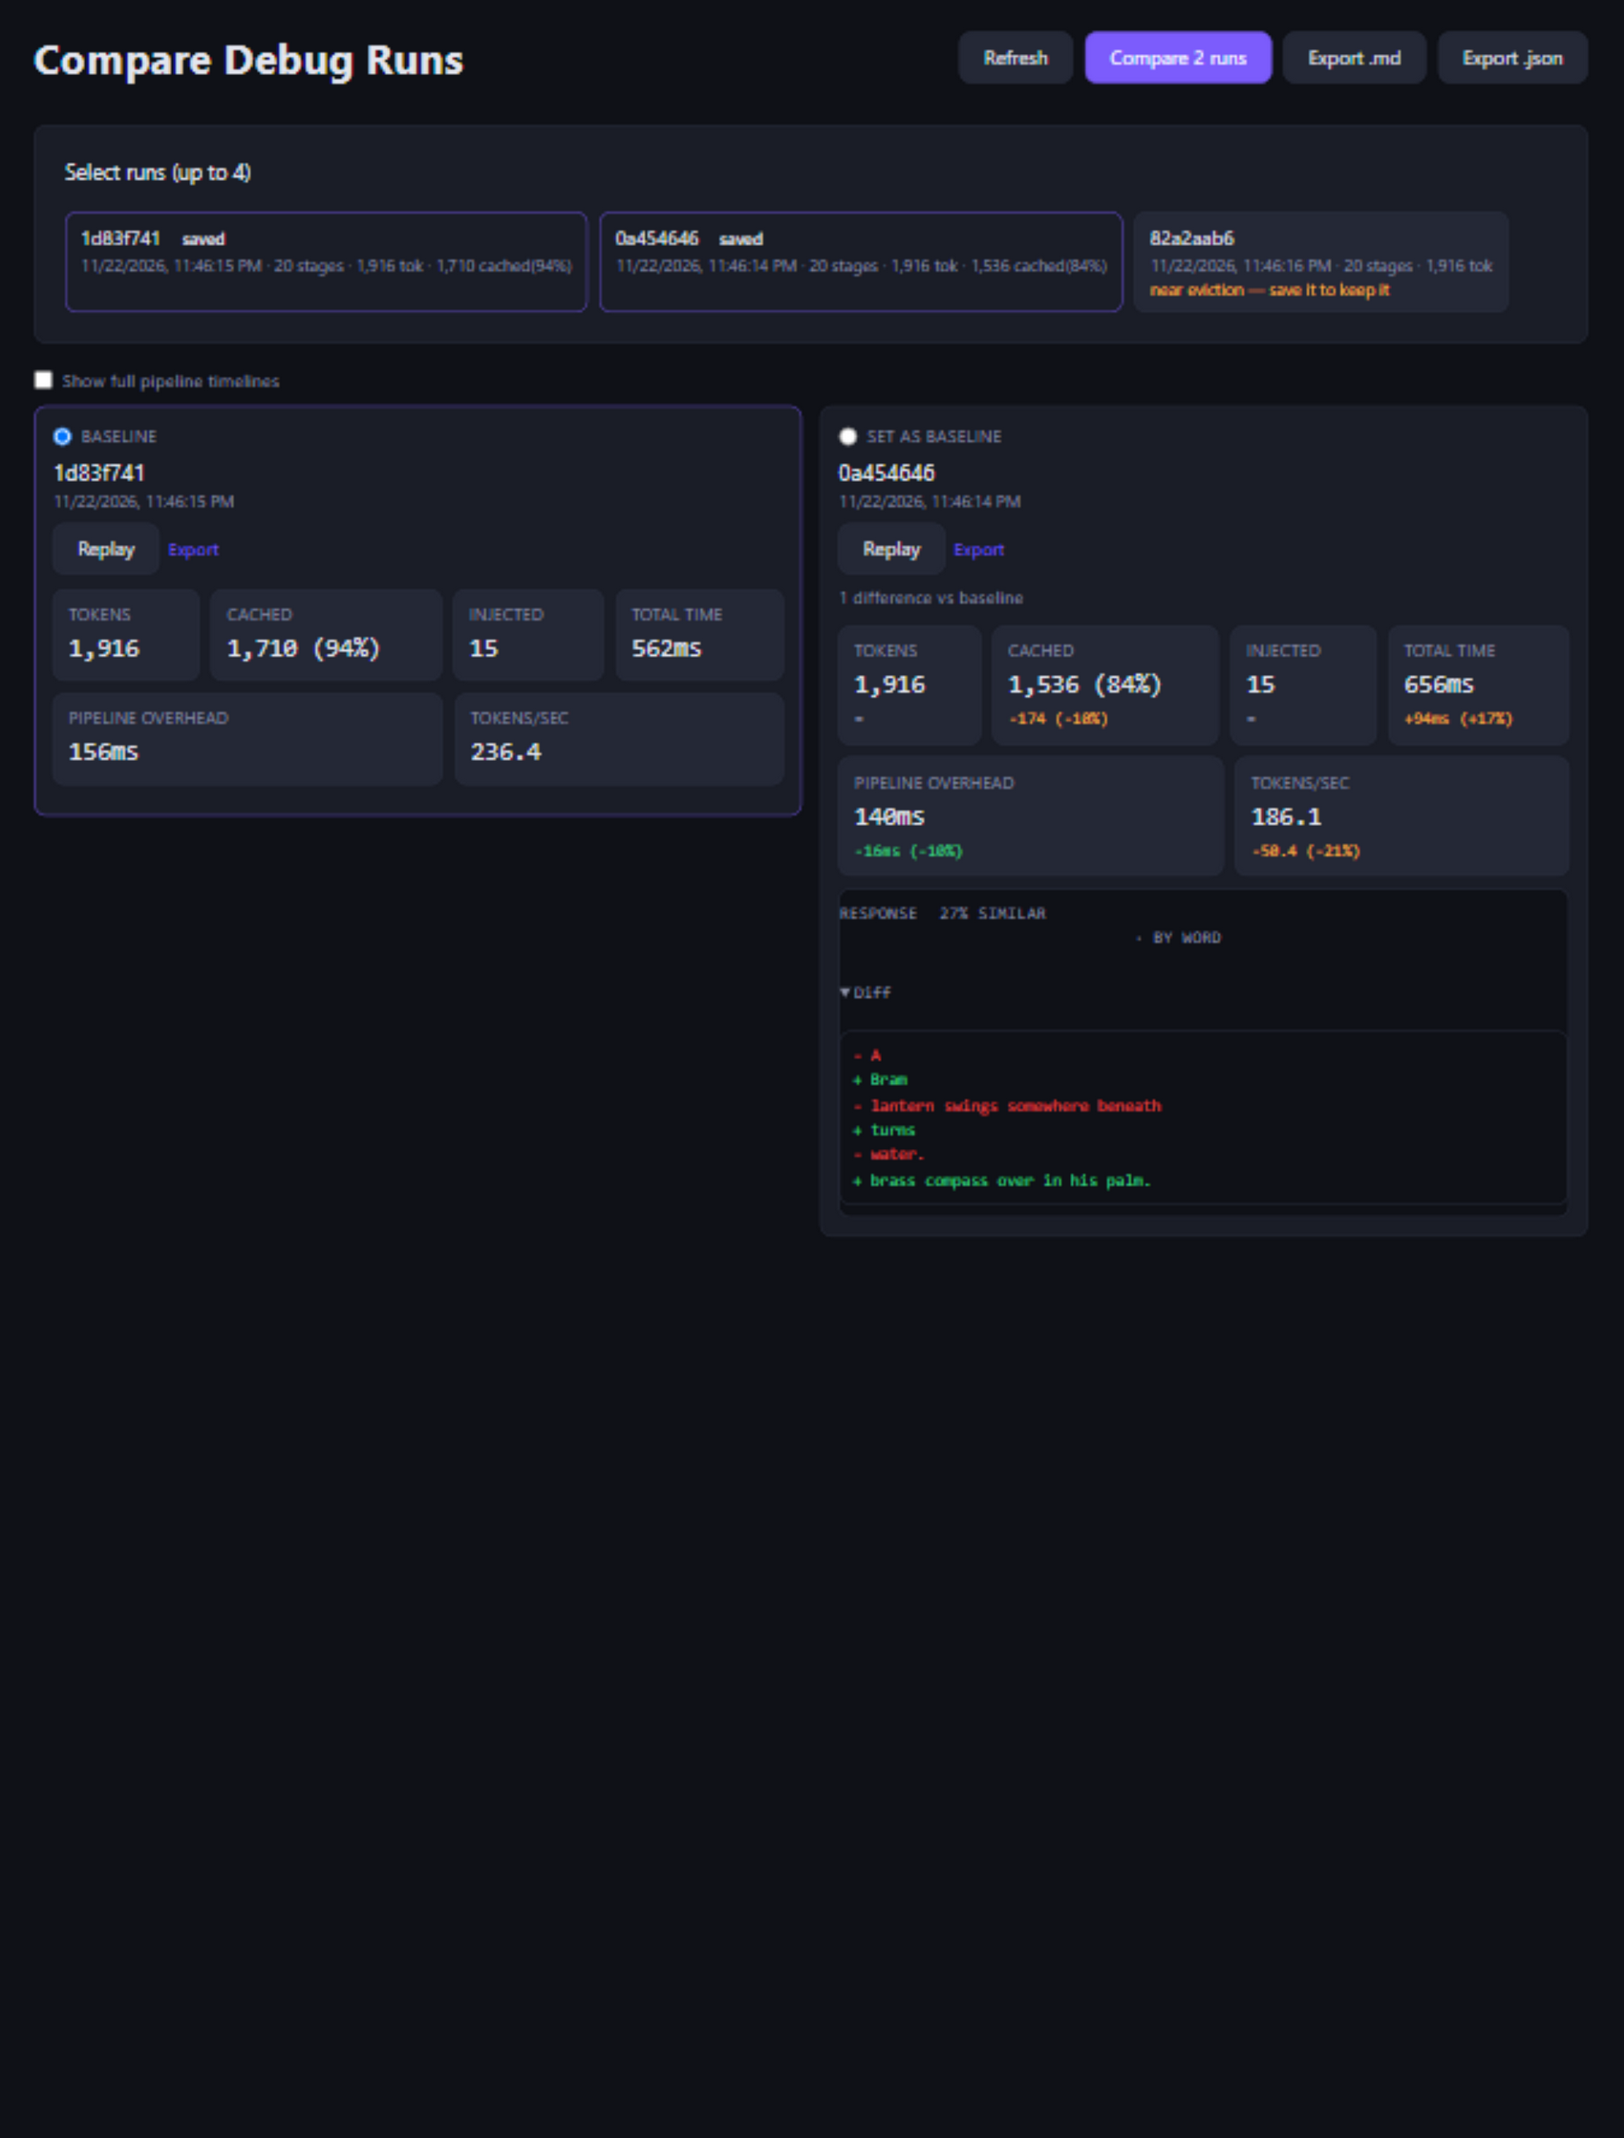 Compare Debug Runs
Refresh
Compare 2 runs
Export .md
Export .json
Select runs (up to 4)
1d83f741 saved
11/22/2026, 11:46:15 PM · 20 stages · 1,916 tok · 1,710 cached(94%)
0a454646 saved
11/22/2026, 11:46:14 PM · 20 stages · 1,916 tok · 1,536 cached(84%)
82a2aab6
11/22/2026, 11:46:16 PM · 20 stages · 1,916 tok
near eviction — save it to keep it
Show full pipeline timelines
BASELINE
1d83f741
11/22/2026, 11:46:15 PM
Replay Export
TOKENS
1,916
CACHED
1,710 (94%)
INJECTED
15
TOTAL TIME
562ms
PIPELINE OVERHEAD
156ms
TOKENS/SEC
236.4
SET AS BASELINE
0a454646
11/22/2026, 11:46:14 PM
Replay Export
1 difference vs baseline
TOKENS
1,916
=
CACHED
1,536 (84%)
-174 (-10%)
INJECTED
15
=
TOTAL TIME
656ms
+94ms (+17%)
PIPELINE OVERHEAD
140ms
-16ms (-10%)
TOKENS/SEC
186.1
-50.4 (-21%)
RESPONSE 27% SIMILAR
· BY WORD
▼Diff
- A
+ Bram
- lantern swings somewhere beneath
+ turns
- water.
+ brass compass over in his palm.